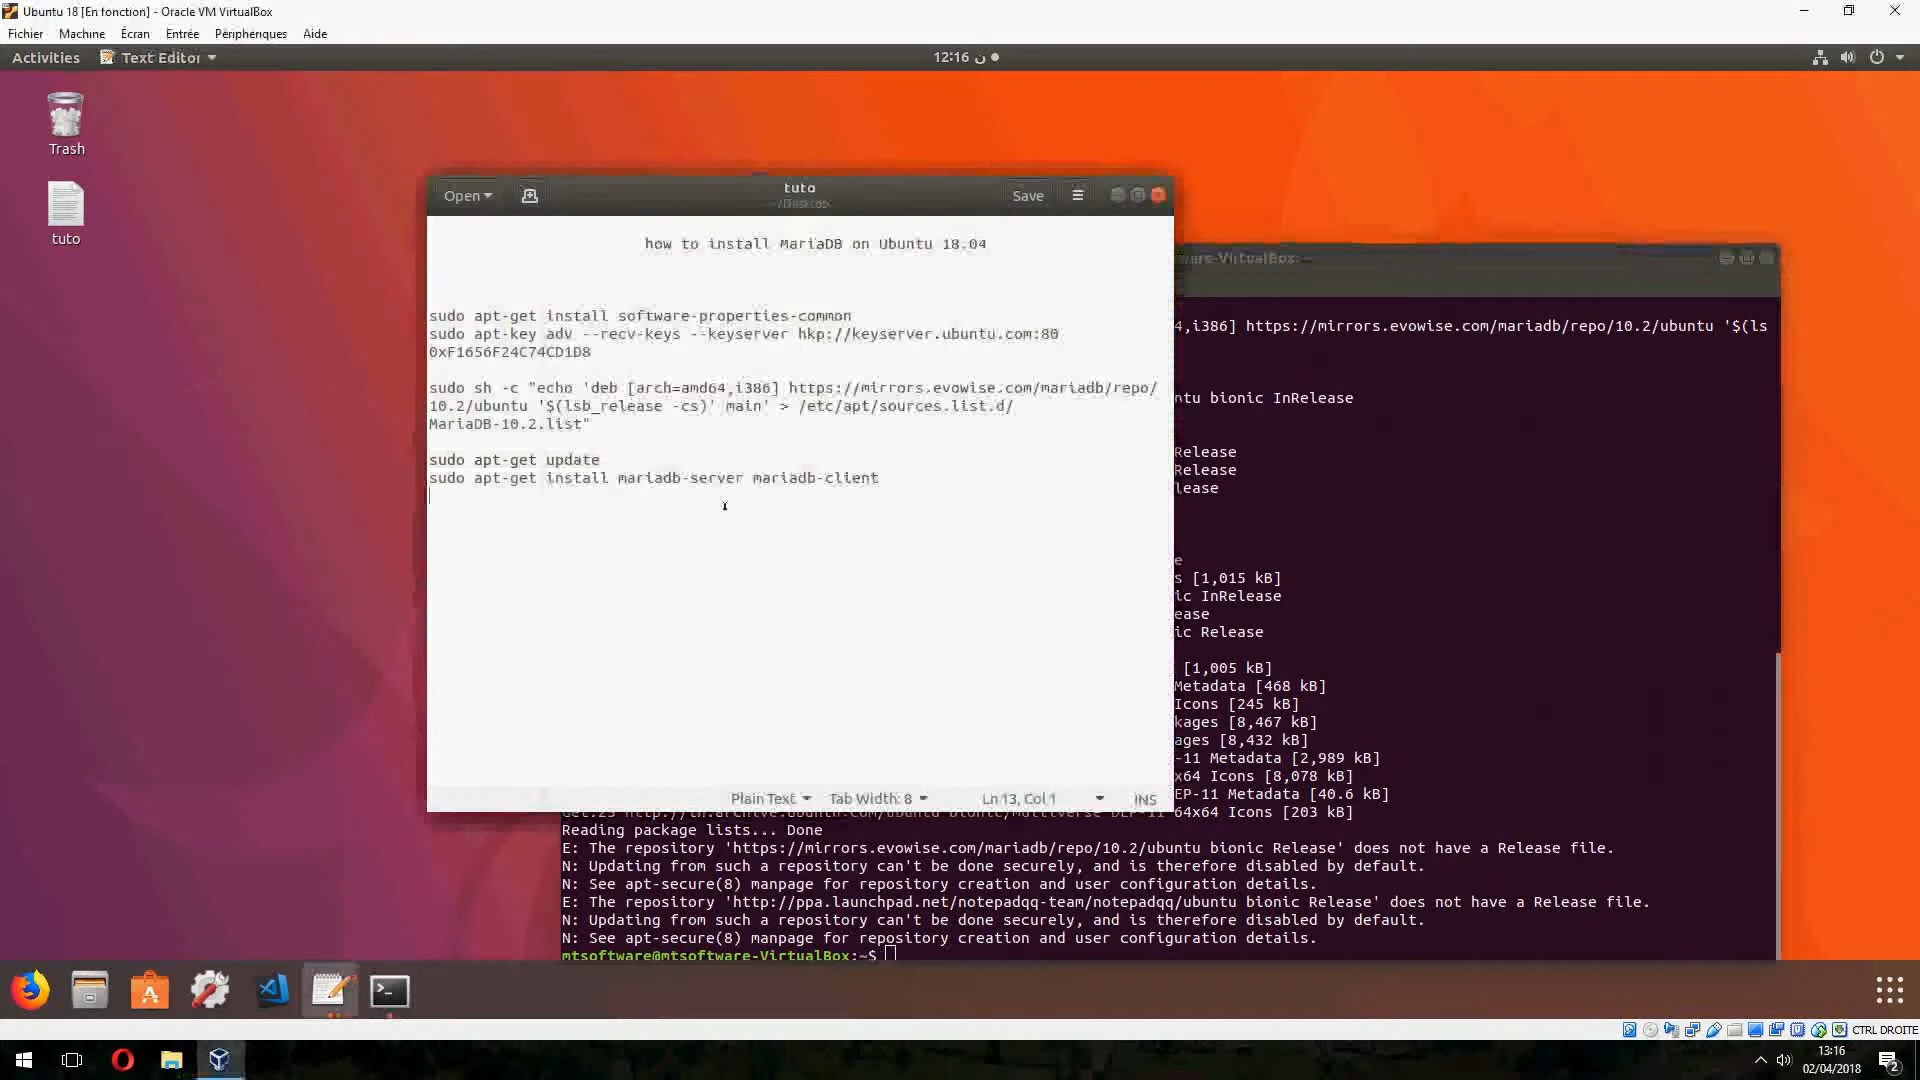 Ubuntu 18 [En fonction] - Oracle VM VirtualBox
Fichier Machine Écran Entrée Périphériques Aide
Activities Text Editor 12:16 ن
Trash
tuto
Open tuto Save
~/Desktop
how to install MariaDB on Ubuntu 18.04
sudo apt-get install software-properties-common
sudo apt-key adv --recv-keys --keyserver hkp://keyserver.ubuntu.com:80
0xF1656F24C74CD1D8
sudo sh -c "echo 'deb [arch=amd64,i386] https://mirrors.evowise.com/mariadb/repo/
10.2/ubuntu '$(lsb_release -cs)' main' > /etc/apt/sources.list.d/
MariaDB-10.2.list"
sudo apt-get update
sudo apt-get install mariadb-server mariadb-client
Plain Text Tab Width: 8 Ln 13, Col 1 INS
are-VirtualBox: ~
4,i386] https://mirrors.evowise.com/mariadb/repo/10.2/ubuntu '$(ls
ntu bionic InRelease
Release
Release
lease
e
s [1,015 kB]
ic InRelease
ease
ic Release
[1,005 kB]
Metadata [468 kB]
Icons [245 kB]
kages [8,467 kB]
ages [8,432 kB]
-11 Metadata [2,989 kB]
x64 Icons [8,078 kB]
EP-11 Metadata [40.6 kB]
64x64 Icons [203 kB]
Reading package lists... Done
E: The repository 'https://mirrors.evowise.com/mariadb/repo/10.2/ubuntu bionic Release' does not have a Release file.
N: Updating from such a repository can't be done securely, and is therefore disabled by default.
N: See apt-secure(8) manpage for repository creation and user configuration details.
E: The repository 'http://ppa.launchpad.net/notepadqq-team/notepadqq/ubuntu bionic Release' does not have a Release file.
N: Updating from such a repository can't be done securely, and is therefore disabled by default.
N: See apt-secure(8) manpage for repository creation and user configuration details.
mtsoftware@mtsoftware-VirtualBox:~$
CTRL DROITE
13:16
02/04/2018
2